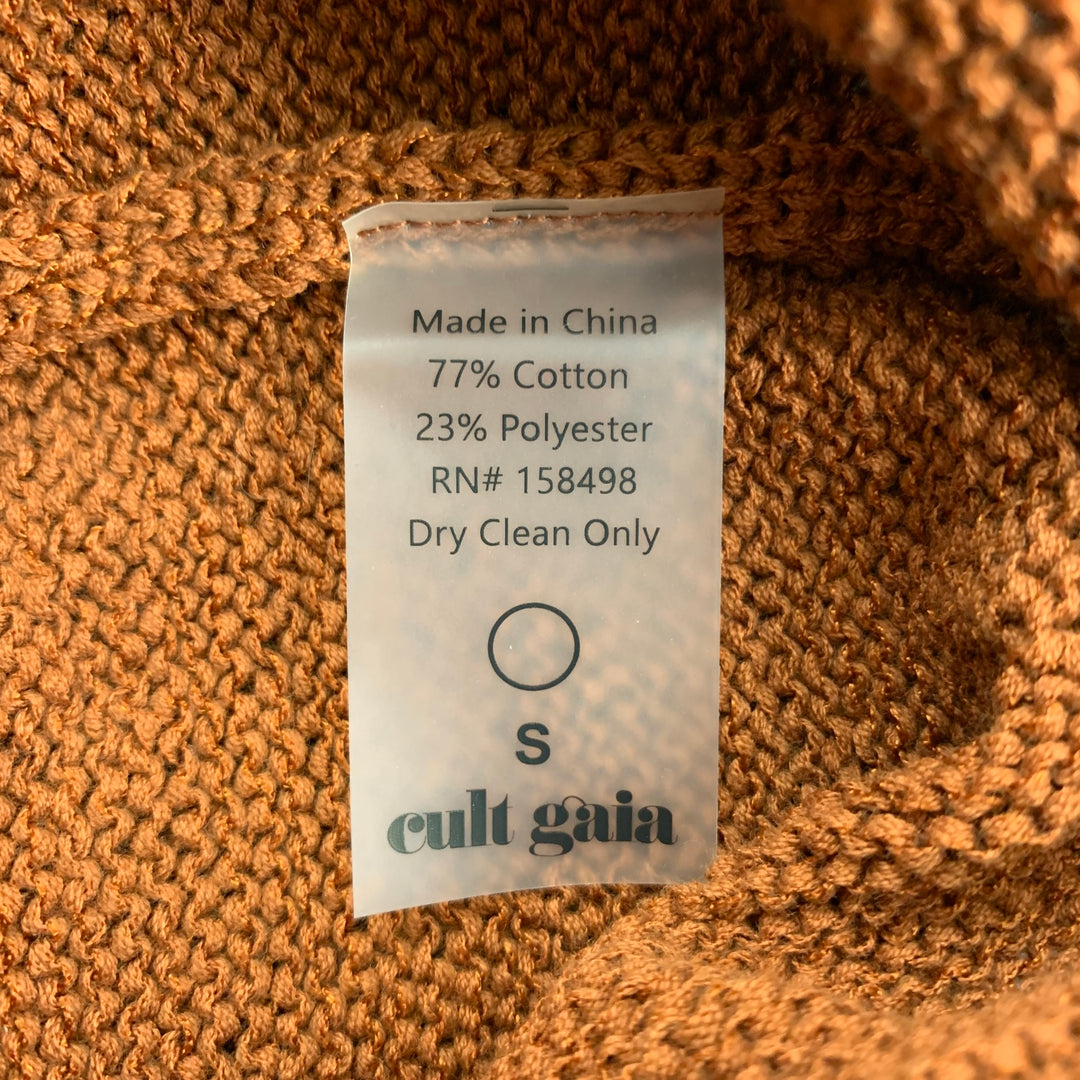 Made in China
77% Cotton
23% Polyester
RN# 158498
Dry Clean Only
S
cult gaia